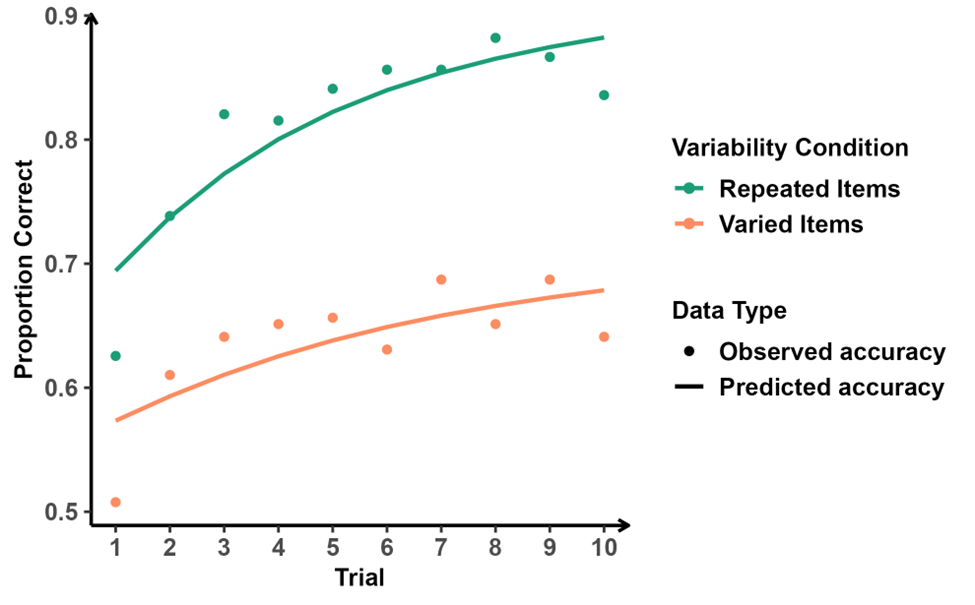 0.9
0.8
0.7
0.6
0.5
Proportion Correct
1 2 3 4 5 6 7 8 9 10
Trial
Variability Condition
Repeated Items
Varied Items
Data Type
Observed accuracy
Predicted accuracy